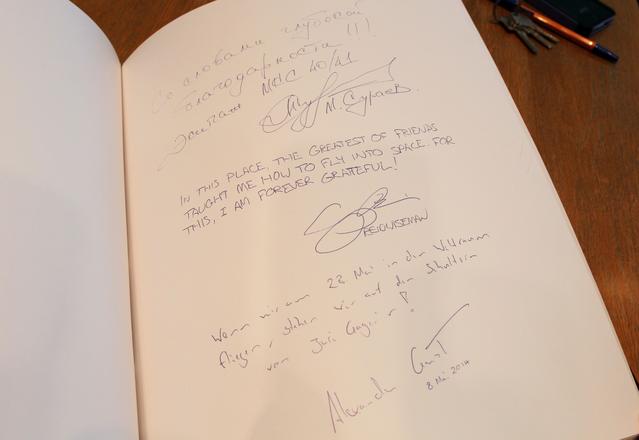 Со словами глубокой
благодарности!!!
Экипаж МКС 40/41
М. Сураев.
IN THIS PLACE, THE GREATEST OF FRIENDS
TAUGHT ME HOW TO FLY INTO SPACE. FOR
THIS, I AM FOREVER GRATEFUL!
REID WISEMAN
Wenn wir am 28. Mai in den Weltraum
fliegen, stehen wir auf den Schultern
von Juri Gagarin!
Alexander Gerst
8 Mai 2014